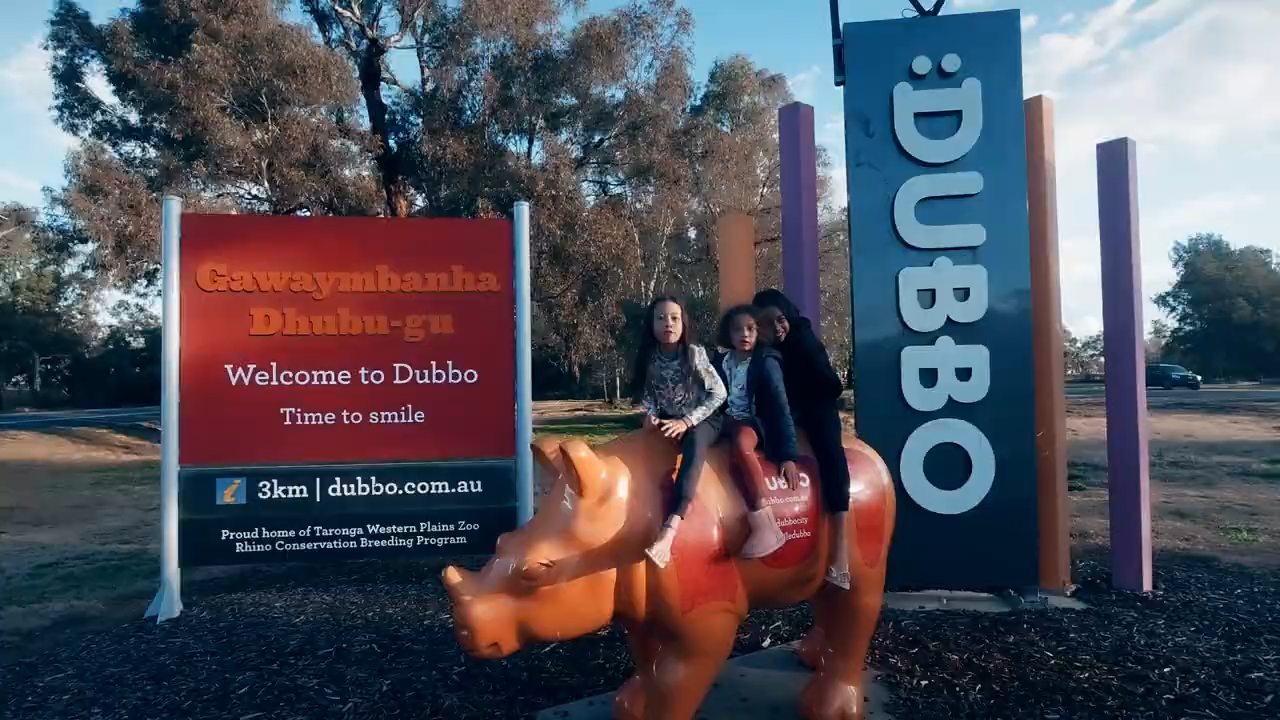 Gawaymbanha
Dhubu-gu
Welcome to Dubbo
Time to smile
i 3km | dubbo.com.au
Proud home of Taronga Western Plains Zoo
Rhino Conservation Breeding Program
:DUBBO